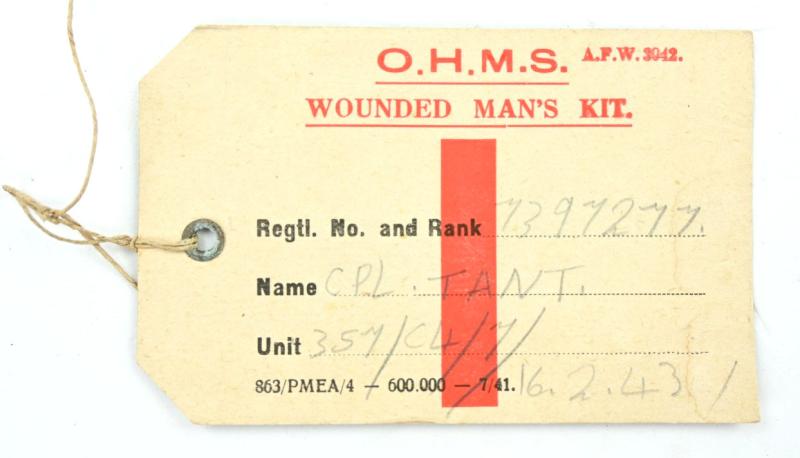 O.H.M.S. A.F.W. 3042.
WOUNDED MAN'S KIT.
Regtl. No. and Rank 7397277.
Name CPL. TANT.
Unit 357/C4/7/
863/PMEA/4 — 600.000 — 7/41. 16.2.43 /